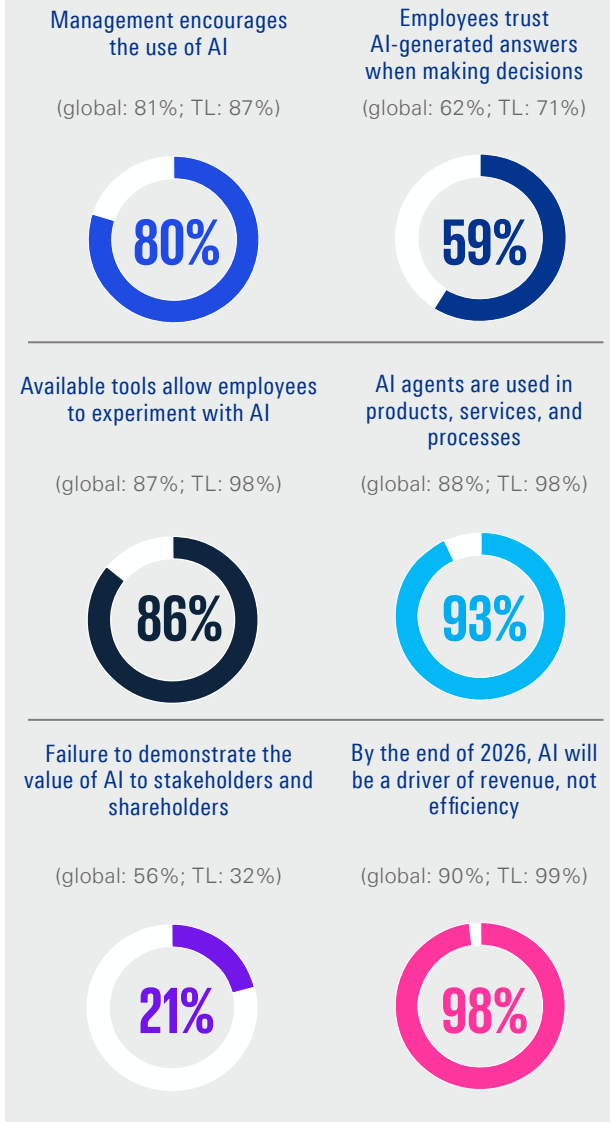 Management encourages
the use of AI
(global: 81%; TL: 87%)
80%
Employees trust
AI-generated answers
when making decisions
(global: 62%; TL: 71%)
59%
Available tools allow employees
to experiment with AI
(global: 87%; TL: 98%)
86%
AI agents are used in
products, services, and
processes
(global: 88%; TL: 98%)
93%
Failure to demonstrate the
value of AI to stakeholders and
shareholders
(global: 56%; TL: 32%)
21%
By the end of 2026, AI will
be a driver of revenue, not
efficiency
(global: 90%; TL: 99%)
98%